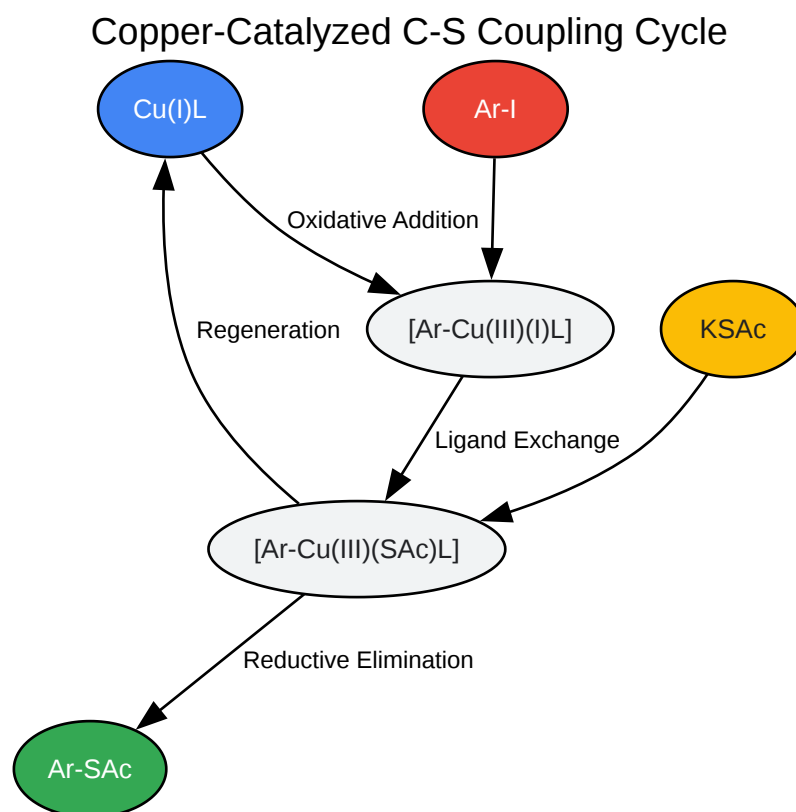 Copper-Catalyzed C-S Coupling Cycle
Cu(I)L
Ar-I
Oxidative Addition
[Ar-Cu(III)(I)L]
KSAc
Regeneration
Ligand Exchange
[Ar-Cu(III)(SAc)L]
Reductive Elimination
Ar-SAc